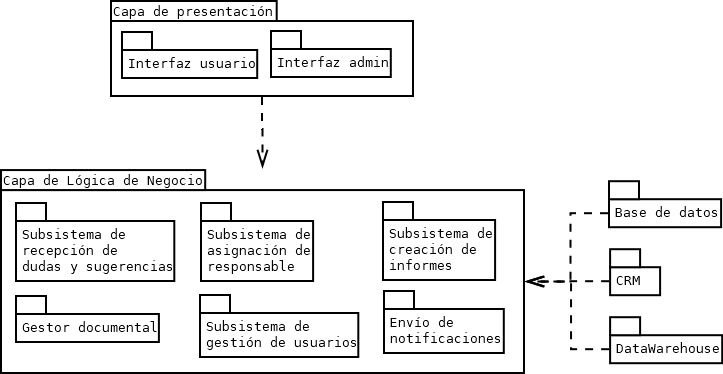 Capa de presentación
Interfaz usuario
Interfaz admin
Capa de Lógica de Negocio
Subsistema de
recepción de
dudas y sugerencias
Subsistema de
asignación de
responsable
Subsistema de
creación de
informes
Gestor documental
Subsistema de
gestión de usuarios
Envío de
notificaciones
Base de datos
CRM
DataWarehouse